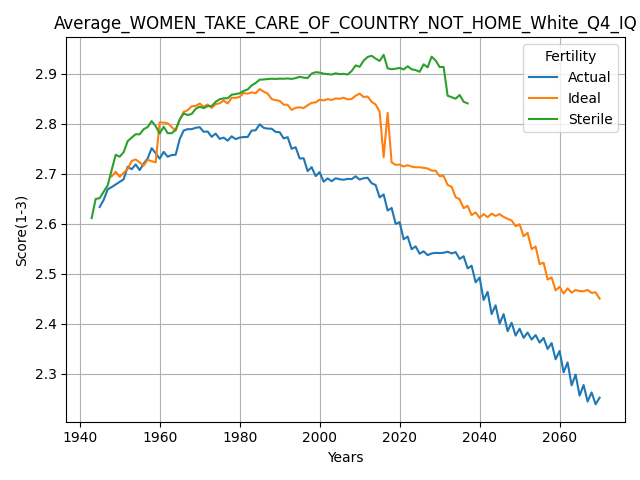 Average_WOMEN_TAKE_CARE_OF_COUNTRY_NOT_HOME_White_Q4_IQ
Fertility
Actual
Ideal
Sterile
Score(1-3)
2.9
2.8
2.7
2.6
2.5
2.4
2.3
1940 1960 1980 2000 2020 2040 2060
Years